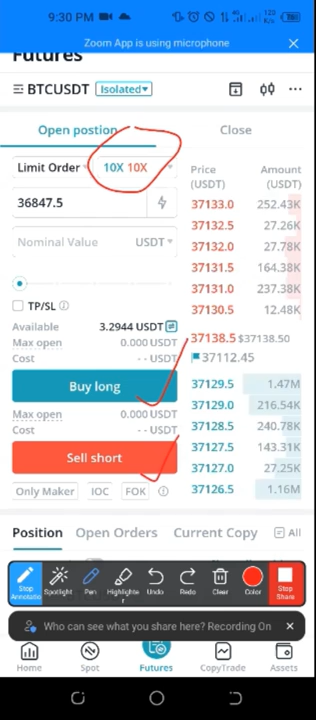 9:30 PM
Zoom App is using microphone
Futures
BTCUSDT Isolated
Open postion Close
Limit Order 10X 10X
Price (USDT) Amount (USDT)
36847.5
Nominal Value USDT
37133.0 252.43K
37132.5 27.26K
37132.0 27.78K
37131.5 164.38K
37131.0 237.38K
37130.5 12.48K
TP/SL
Available 3.2944 USDT
Max open 0.000 USDT
Cost -- USDT
37138.5 $37138.50
37112.45
Buy long
Max open 0.000 USDT
Cost -- USDT
Sell short
37129.5 1.47M
37129.0 216.54K
37128.5 240.78K
37127.5 143.31K
37127.0 27.25K
37126.5 1.16M
Only Maker IOC FOK
Position Open Orders Current Copy All
Stop Annotatio Spotlight Pen Highlighte r Undo Redo Clear Color Stop Share
Who can see what you share here? Recording On
Home Spot Futures CopyTrade Assets